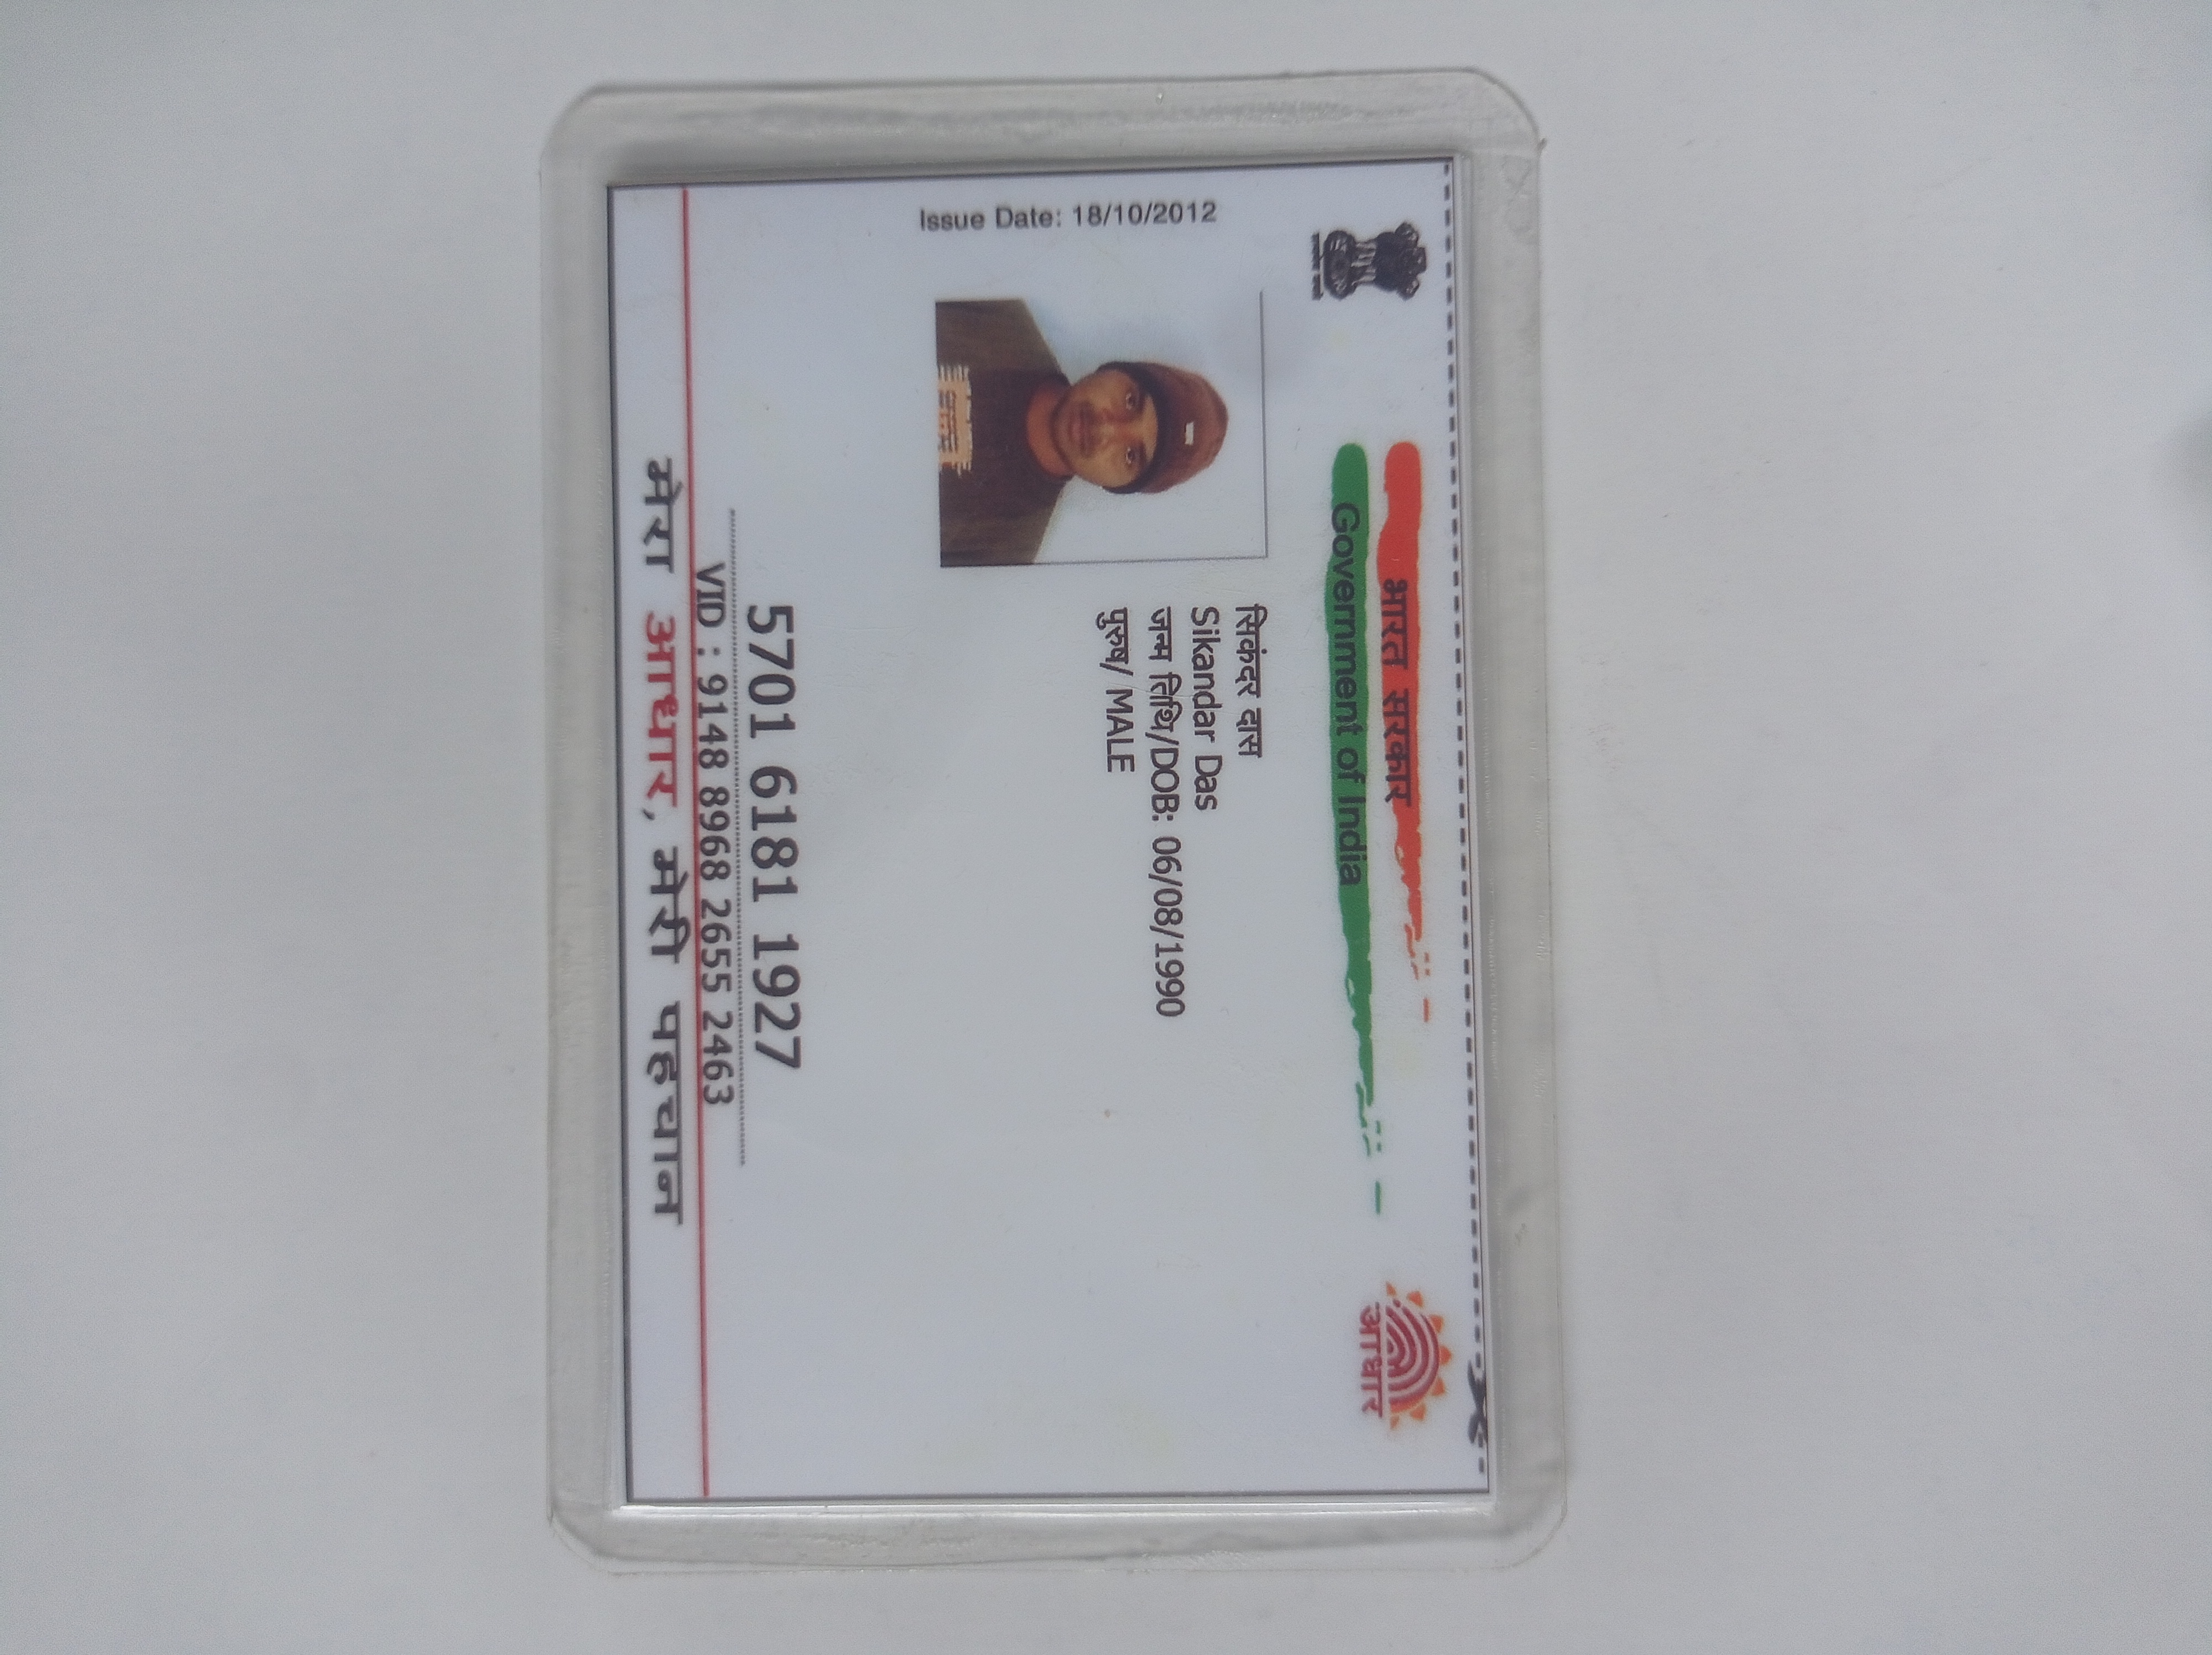 भारत सरकार
Government of India
आधार
Issue Date: 18/10/2012
सिकंदर दास
Sikandar Das
जन्म तिथि/DOB: 06/08/1990
पुरुष/ MALE
5701 6181 1927
VID : 9148 8968 2655 2463
मेरा आधार, मेरी पहचान